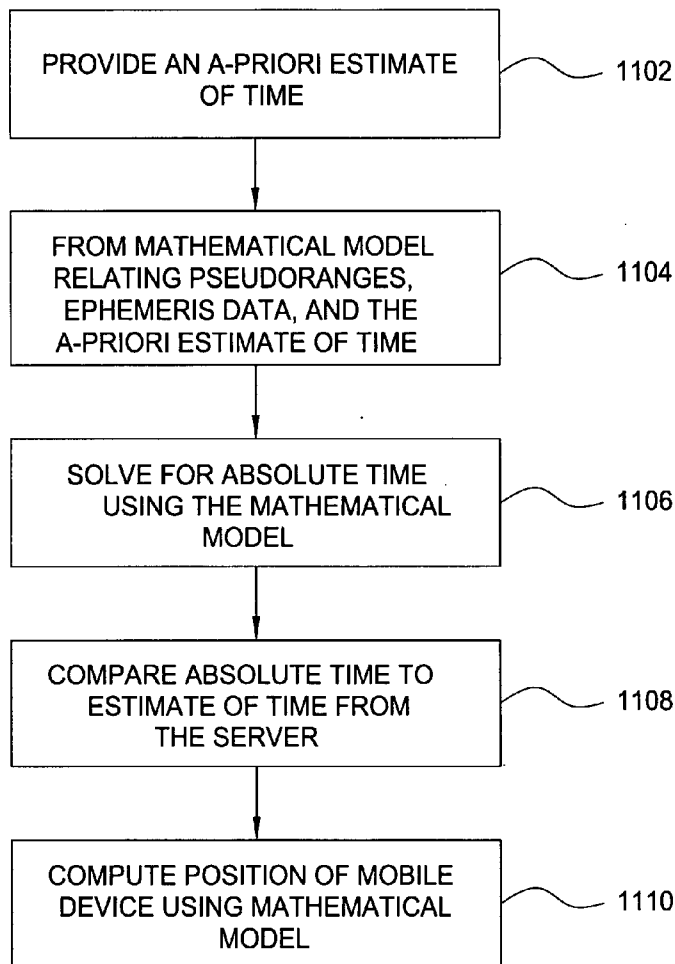 PROVIDE AN A-PRIORI ESTIMATE
OF TIME
1102
FROM MATHEMATICAL MODEL
RELATING PSEUDORANGES,
EPHEMERIS DATA, AND THE
A-PRIORI ESTIMATE OF TIME
1104
SOLVE FOR ABSOLUTE TIME
USING THE MATHEMATICAL
MODEL
1106
COMPARE ABSOLUTE TIME TO
ESTIMATE OF TIME FROM
THE SERVER
1108
COMPUTE POSITION OF MOBILE
DEVICE USING MATHEMATICAL
MODEL
1110